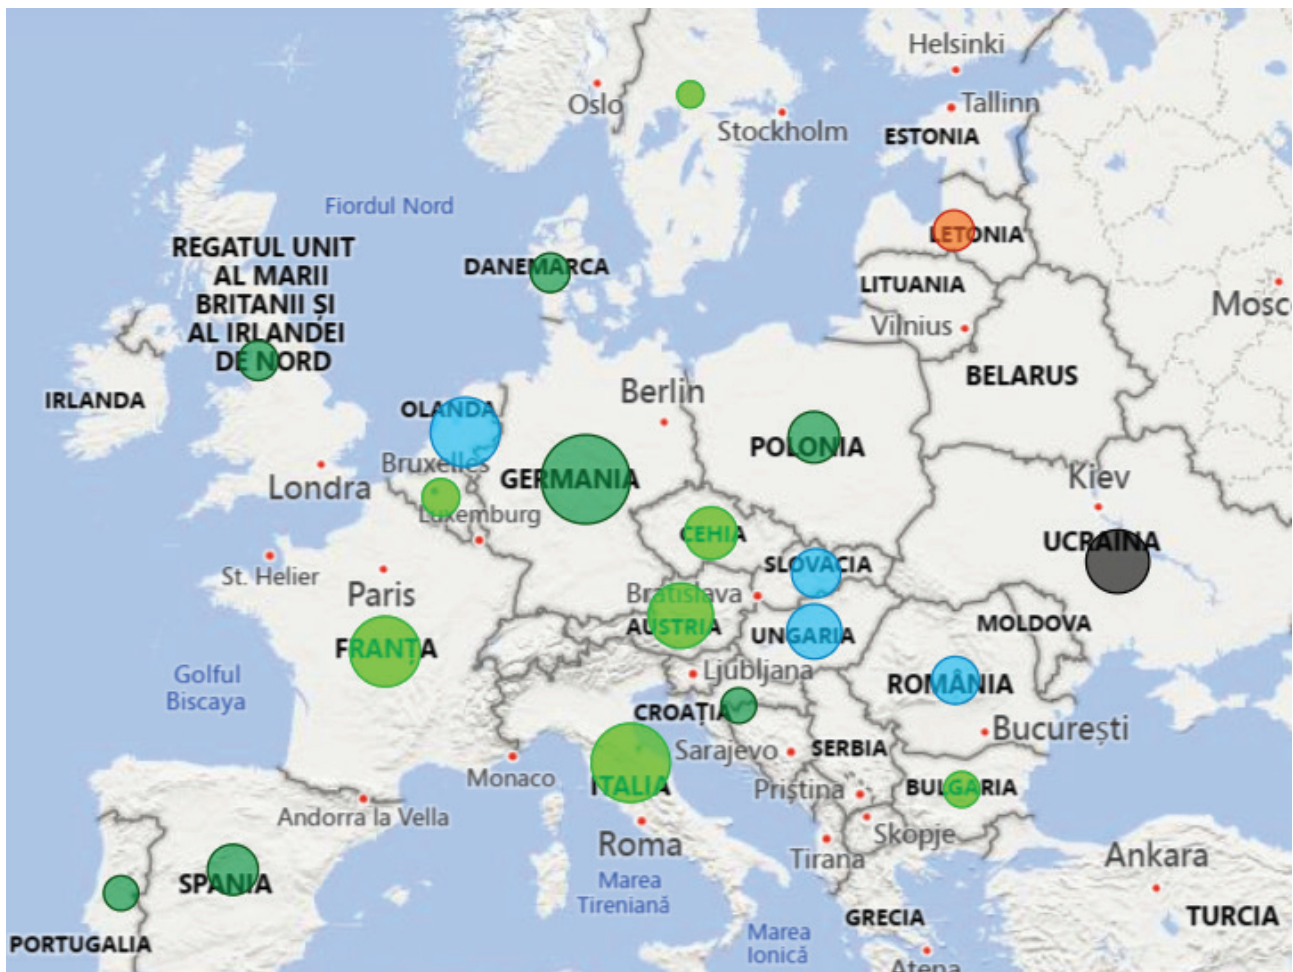 Helsinki
Oslo
Tallinn
Stockholm
ESTONIA
Fiordul Nord
REGATUL UNIT
AL MARII
BRITANII ȘI
AL IRLANDEI
DE NORD
LETONIA
DANEMARCA
LITUANIA
Mosc
Vilnius
BELARUS
IRLANDA
Berlin
OLANDA
POLONIA
Bruxelles
GERMANIA
Kiev
Londra
Luxemburg
CEHIA
UCRAINA
SLOVACIA
St. Helier
Paris
Bratislava
AUSTRIA
UNGARIA
MOLDOVA
FRANȚA
Ljubljana
Golful
Biscaya
ROMÂNIA
CROAȚIA
București
Sarajevo
SERBIA
Monaco
ITALIA
Priștina
BULGARIA
Andorra la Vella
Skopje
Roma
Tirana
Ankara
SPANIA
Marea
Tireniană
GRECIA
TURCIA
PORTUGALIA
Marea
Ionică
Atena